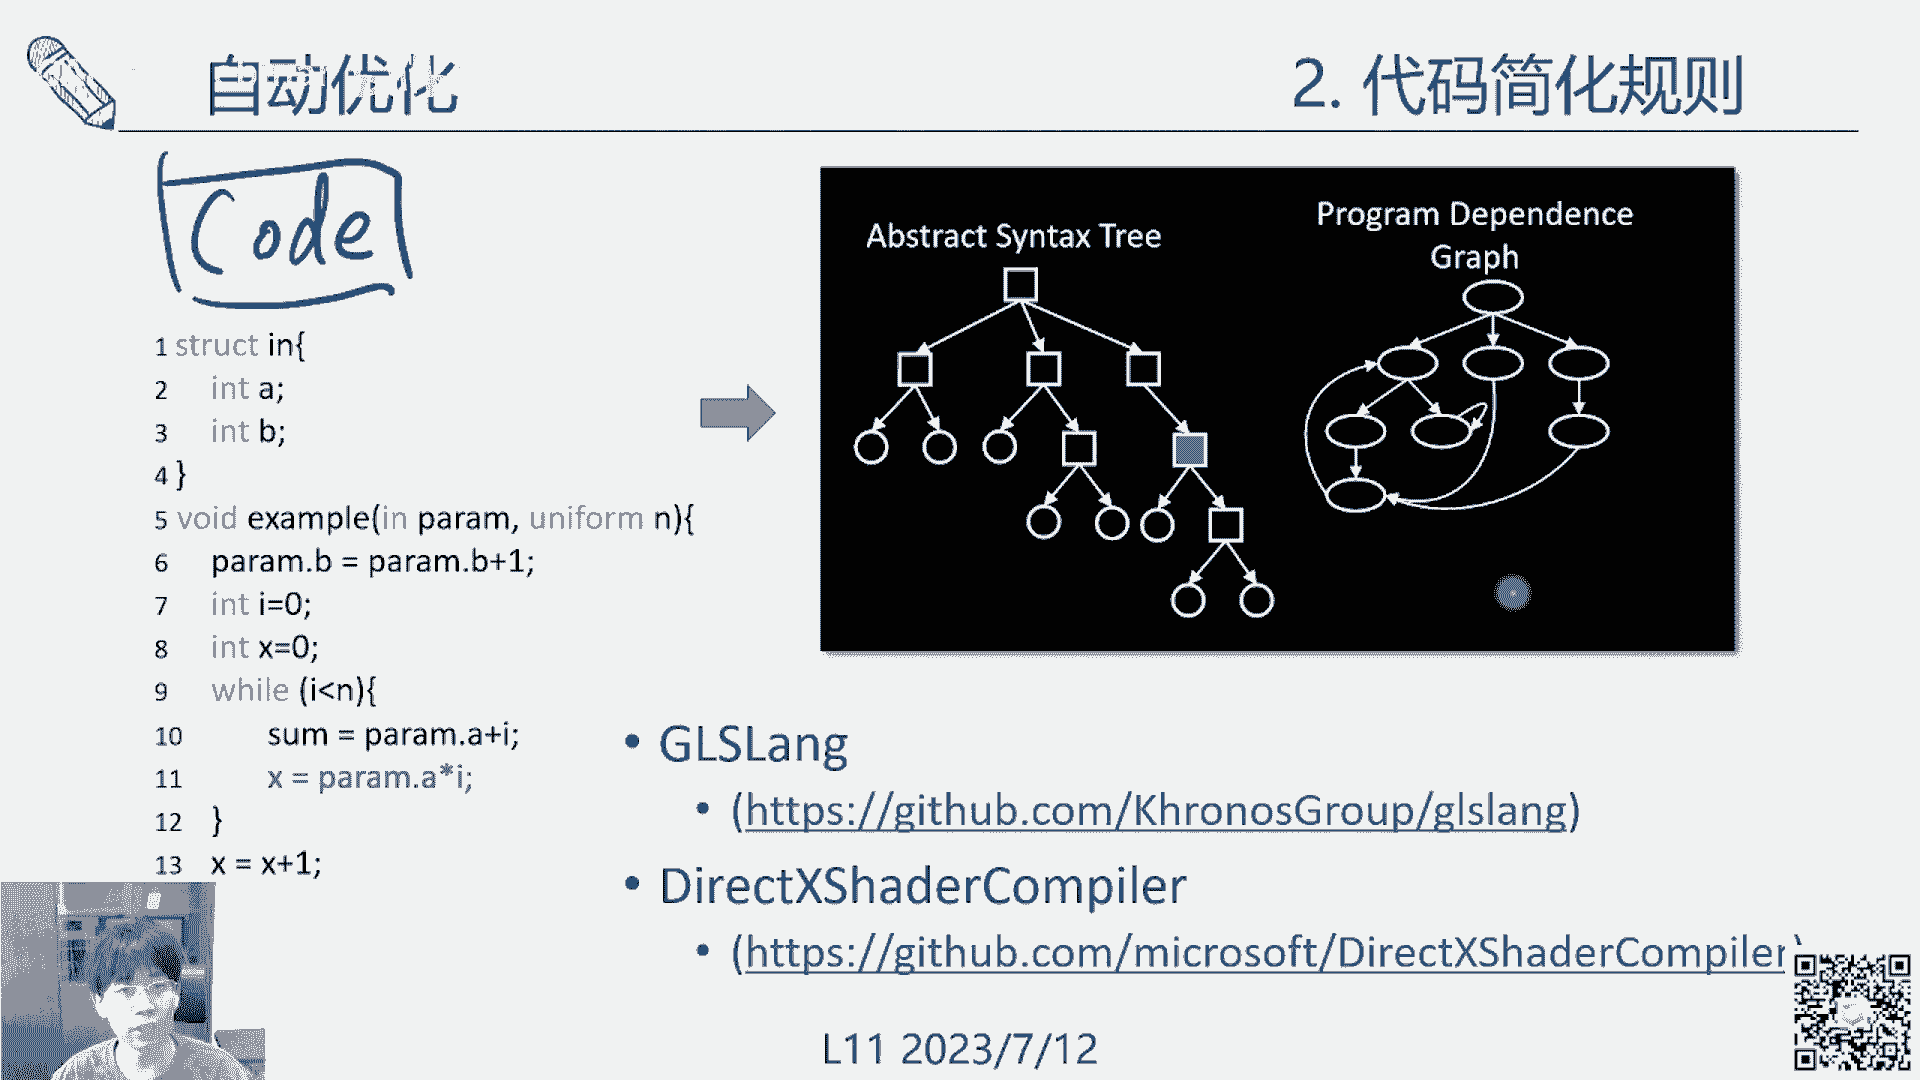 自动优化
2. 代码简化规则
Code
1 struct in{
2 int a;
3 int b;
4 }
5 void example(in param, uniform n){
6 param.b = param.b+1;
7 int i=0;
8 int x=0;
9 while (i<n){
10 sum = param.a+i;
11 x = param.a*i;
12 }
13 x = x+1;
Abstract Syntax Tree
Program Dependence
Graph
• GLSLang
• (https://github.com/KhronosGroup/glslang)
• DirectXShaderCompiler
• (https://github.com/microsoft/DirectXShaderCompiler)
L11 2023/7/12